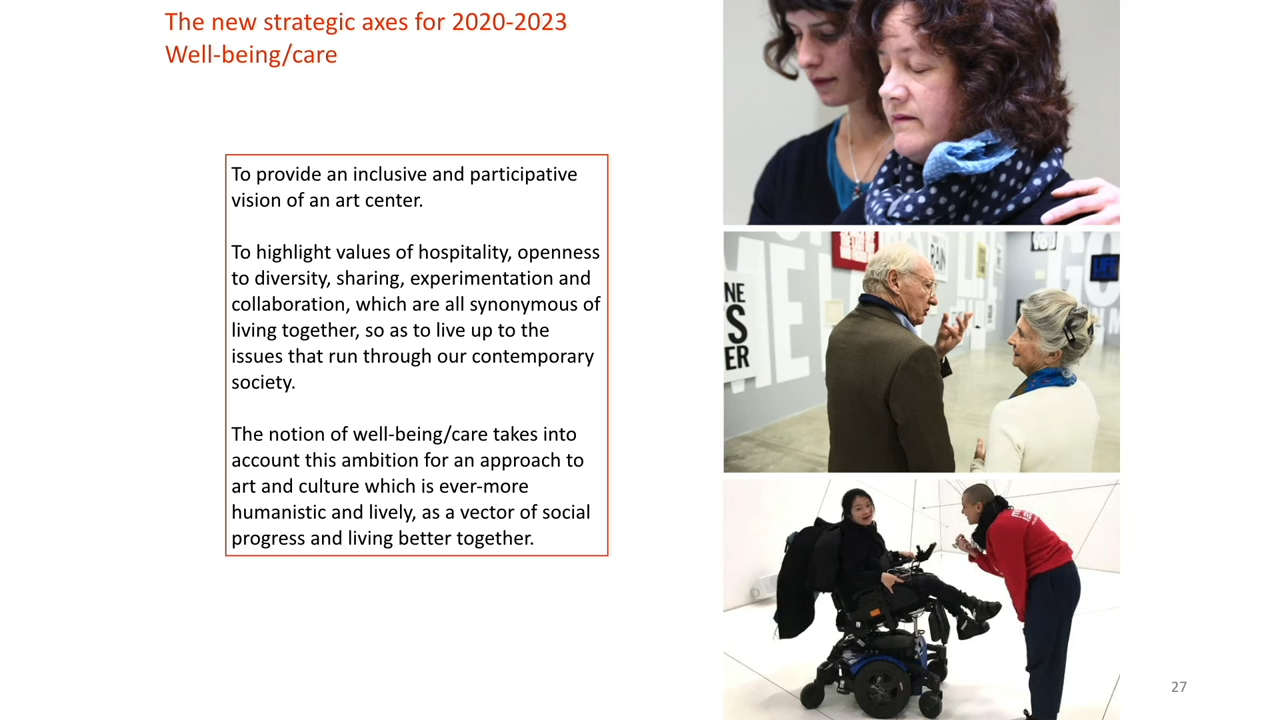 The new strategic axes for 2020-2023
Well-being/care
To provide an inclusive and participative
vision of an art center.
To highlight values of hospitality, openness
to diversity, sharing, experimentation and
collaboration, which are all synonymous of
living together, so as to live up to the
issues that run through our contemporary
society.
The notion of well-being/care takes into
account this ambition for an approach to
art and culture which is ever-more
humanistic and lively, as a vector of social
progress and living better together.
RAIN
YOU
NE
S
ER
27